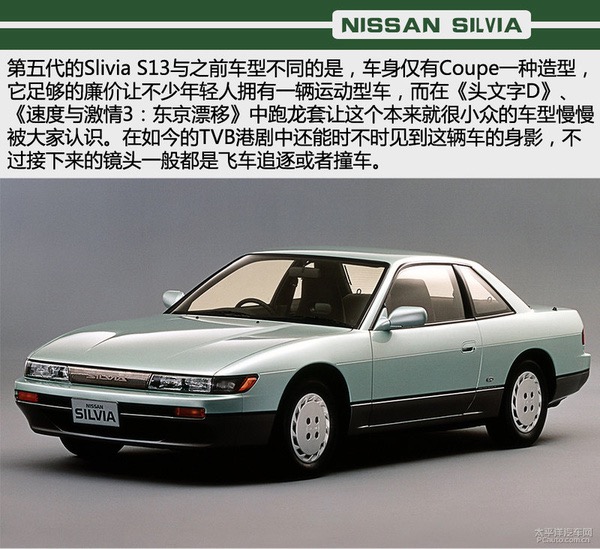 NISSAN SILVIA
第五代的Slivia S13与之前车型不同的是，车身仅有Coupe一种造型，
它足够的廉价让不少年轻人拥有一辆运动型车，而在《头文字D》、
《速度与激情3：东京漂移》中跑龙套让这个本来就很小众的车型慢慢
被大家认识。在如今的TVB港剧中还能时不时见到这辆车的身影，不
过接下来的镜头一般都是飞车追逐或者撞车。
SILVIA
NISSAN
SILVIA
太平洋汽车网
PCauto.com.cn